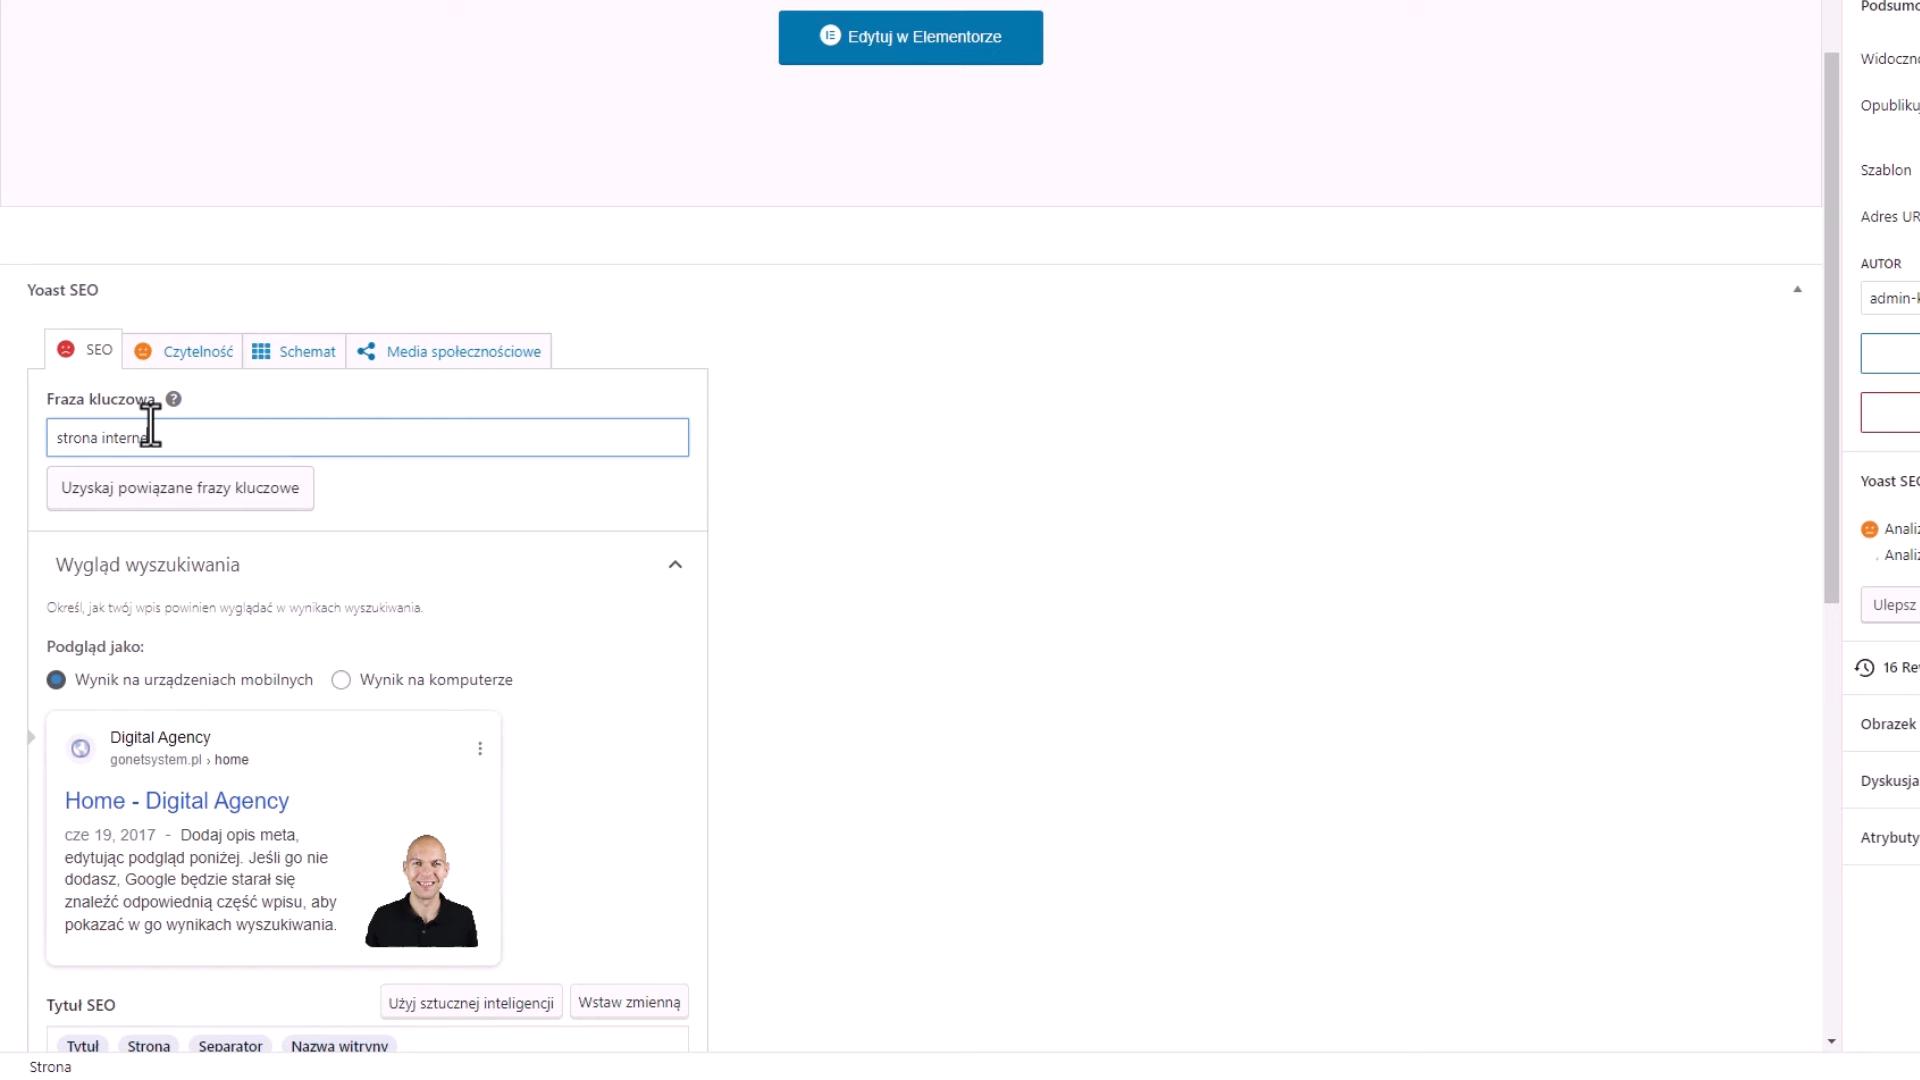 Edytuj w Elementorze
Yoast SEO
SEO
Czytelność
Schemat
Media społecznościowe
Fraza kluczowa
strona interne
Uzyskaj powiązane frazy kluczowe
Wygląd wyszukiwania
Określ, jak twój wpis powinien wyglądać w wynikach wyszukiwania.
Podgląd jako:
Wynik na urządzeniach mobilnych
Wynik na komputerze
Digital Agency
gonetsystem.pl › home
Home - Digital Agency
cze 19, 2017 - Dodaj opis meta,
edytując podgląd poniżej. Jeśli go nie
dodasz, Google będzie starał się
znaleźć odpowiednią część wpisu, aby
pokazać w go wynikach wyszukiwania.
Tytuł SEO
Użyj sztucznej inteligencji
Wstaw zmienną
Tytuł
Strona
Separator
Nazwa witryny
Strona
Podsumo
Widoczno
Opubliku
Szablon
Adres UR
AUTOR
admin-k
Yoast SEO
Analiz
Analiz
Ulepsz
16 Re
Obrazek
Dyskusja
Atrybuty